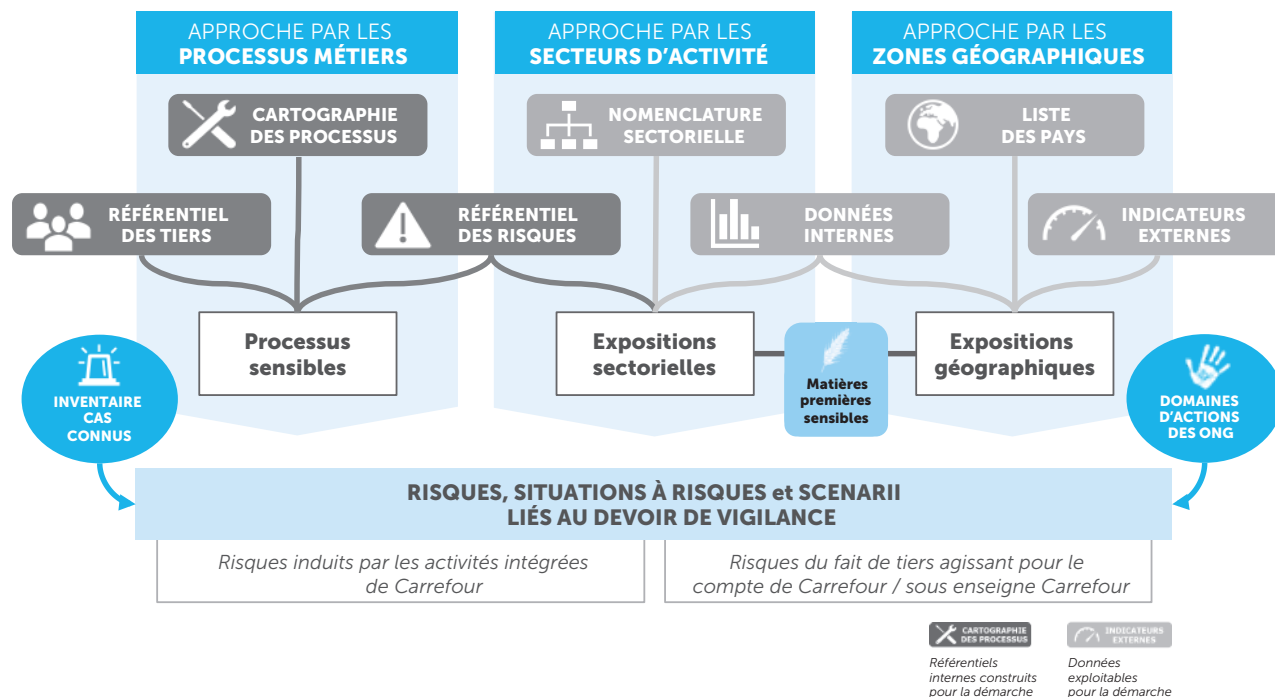 APPROCHE PAR LES
PROCESSUS MÉTIERS
APPROCHE PAR LES
SECTEURS D'ACTIVITÉ
APPROCHE PAR LES
ZONES GÉOGRAPHIQUES
CARTOGRAPHIE
DES PROCESSUS
NOMENCLATURE
SECTORIELLE
LISTE
DES PAYS
RÉFÉRENTIEL
DES TIERS
RÉFÉRENTIEL
DES RISQUES
DONNÉES
INTERNES
INDICATEURS
EXTERNES
Processus
sensibles
Expositions
sectorielles
Matières
premières
sensibles
Expositions
géographiques
INVENTAIRE
CAS
CONNUS
DOMAINES
D'ACTIONS
DES ONG
RISQUES, SITUATIONS À RISQUES et SCENARII
LIÉS AU DEVOIR DE VIGILANCE
Risques induits par les activités intégrées
de Carrefour
Risques du fait de tiers agissant pour le
compte de Carrefour / sous enseigne Carrefour
CARTOGRAPHIE
DES PROCESSUS
Référentiels
internes construits
pour la démarche
INDICATEURS
EXTERNES
Données
exploitables
pour la démarche